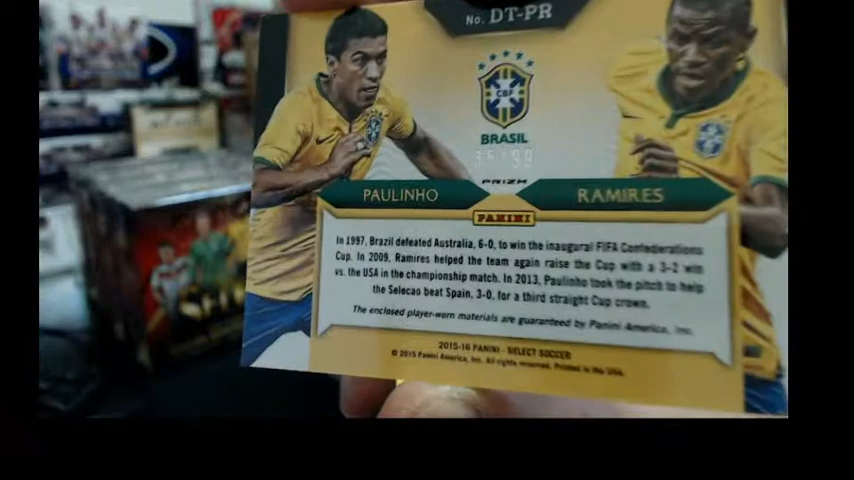 No. DT-PR
CBF
BRASIL
PRIZM
PAULINHO
RAMIRES
PANINI
In 1997, Brazil defeated Australia, 6-0, to win the inaugural FIFA Confederations
Cup. In 2009, Ramires helped the team again raise the Cup with a 3-2 win
vs. the USA in the championship match. In 2013, Paulinho took the pitch to help
the Selecao beat Spain, 3-0, for a third straight Cup crown.
The enclosed player-worn materials are guaranteed by Panini America, Inc.
2015-16 PANINI - SELECT SOCCER
© 2015 Panini America, Inc. All rights reserved. Printed in the USA.